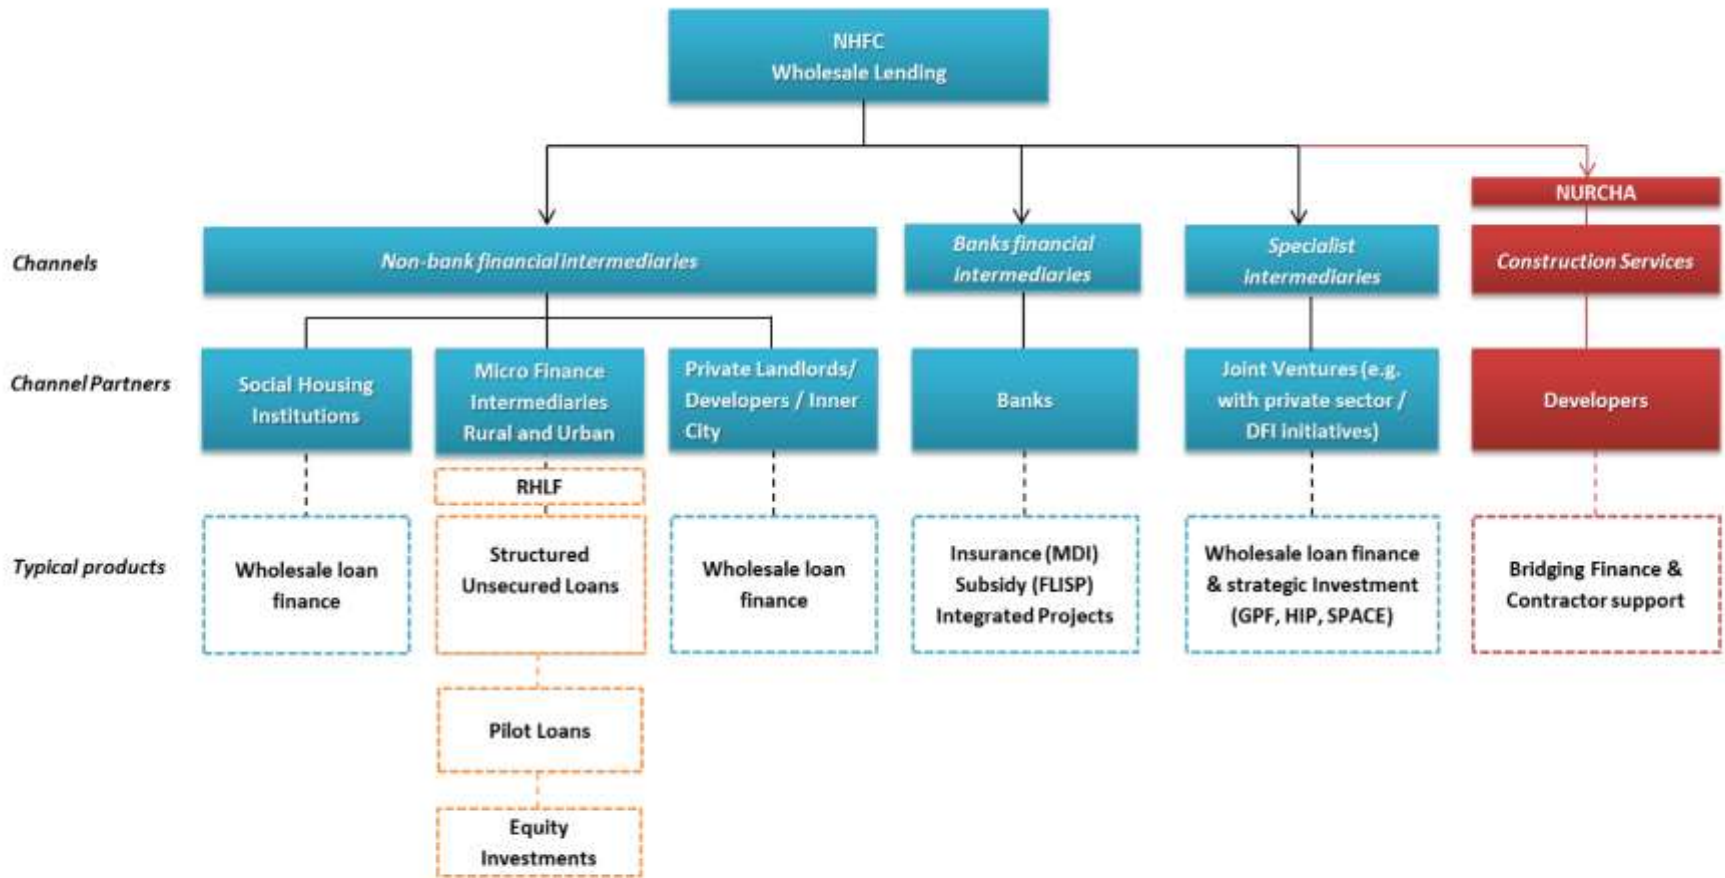 NHFC
Wholesale Lending
NURCHA
Channels
Non-bank financial intermediaries
Banks financial
intermediaries
Specialist
intermediaries
Construction Services
Channel Partners
Social Housing
Institutions
Micro Finance
Intermediaries
Rural and Urban
Private Landlords/
Developers / Inner
City
Banks
Joint Ventures (e.g.
with private sector /
DFI initiatives)
Developers
RHLF
Typical products
Wholesale loan
finance
Structured
Unsecured Loans
Wholesale loan
finance
Insurance (MDI)
Subsidy (FLISP)
Integrated Projects
Wholesale loan finance
& strategic Investment
(GPF, HIP, SPACE)
Bridging Finance &
Contractor support
Pilot Loans
Equity
Investments